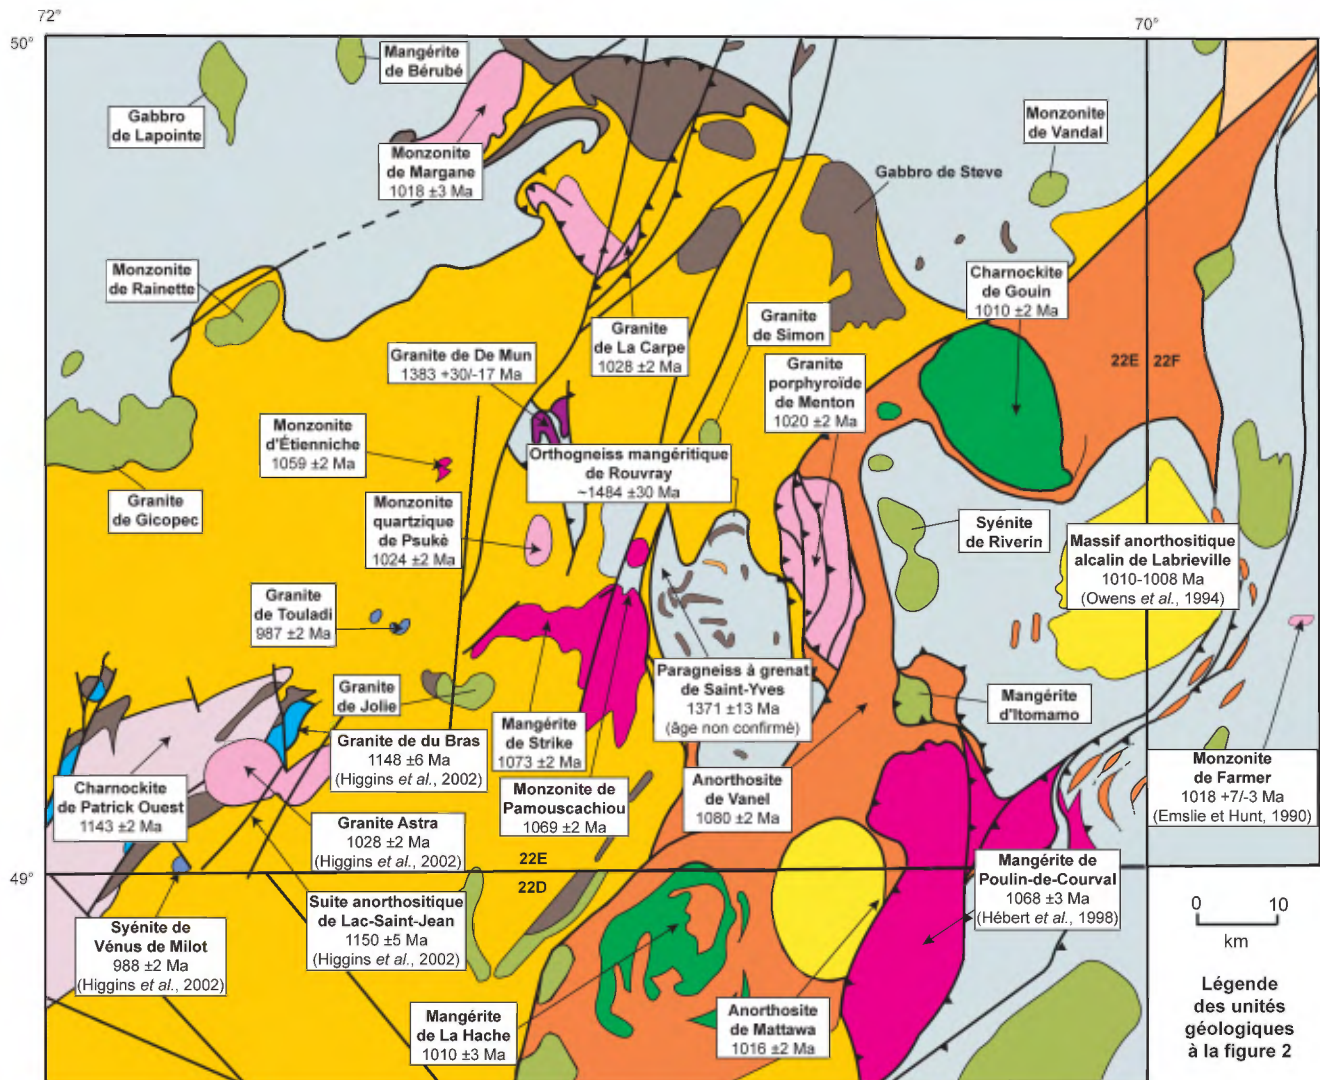 72°
70°
50°
Mangérite
de Bérubé
Gabbro
de Lapointe
Monzonite
de Vandal
Monzonite
de Margane
1018 ±3 Ma
Gabbro de Steve
Monzonite
de Rainette
Charnockite
de Gouin
1010 ±2 Ma
Granite
de Simon
Granite
de La Carpe
1028 ±2 Ma
Granite de De Mun
1383 +30/-17 Ma
Granite
porphyroïde
de Menton
1020 ±2 Ma
22E
22F
Monzonite
d'Étienniche
1059 ±2 Ma
Orthogneiss mangéritique
de Rouvray
~1484 ±30 Ma
Granite
de Gicopec
Monzonite
quartzique
de Psukè
1024 ±2 Ma
Syénite
de Riverin
Massif anorthositique
alcalin de Labrieville
1010-1008 Ma
(Owens et al., 1994)
Granite
de Touladi
987 ±2 Ma
Paragneiss à grenat
de Saint-Yves
1371 ±13 Ma
(âge non confirmé)
Granite
de Jolie
Mangérite
d'Itomamo
Mangérite
de Strike
1073 ±2 Ma
Granite de du Bras
1148 ±6 Ma
(Higgins et al., 2002)
Monzonite
de Farmer
1018 +7/-3 Ma
(Emslie et Hunt, 1990)
Charnockite
de Patrick Ouest
1143 ±2 Ma
Monzonite de
Pamouscachiou
1069 ±2 Ma
Anorthosite
de Vanel
1080 ±2 Ma
Granite Astra
1028 ±2 Ma
(Higgins et al., 2002)
22E
49°
22D
Mangérite de
Poulin-de-Courval
1068 ±3 Ma
(Hébert et al., 1998)
Suite anorthositique
de Lac-Saint-Jean
1150 ±5 Ma
(Higgins et al., 2002)
Syénite de
Vénus de Milot
988 ±2 Ma
(Higgins et al., 2002)
0 10
km
Légende
des unités
géologiques
à la figure 2
Mangérite
de La Hache
1010 ±3 Ma
Anorthosite
de Mattawa
1016 ±2 Ma